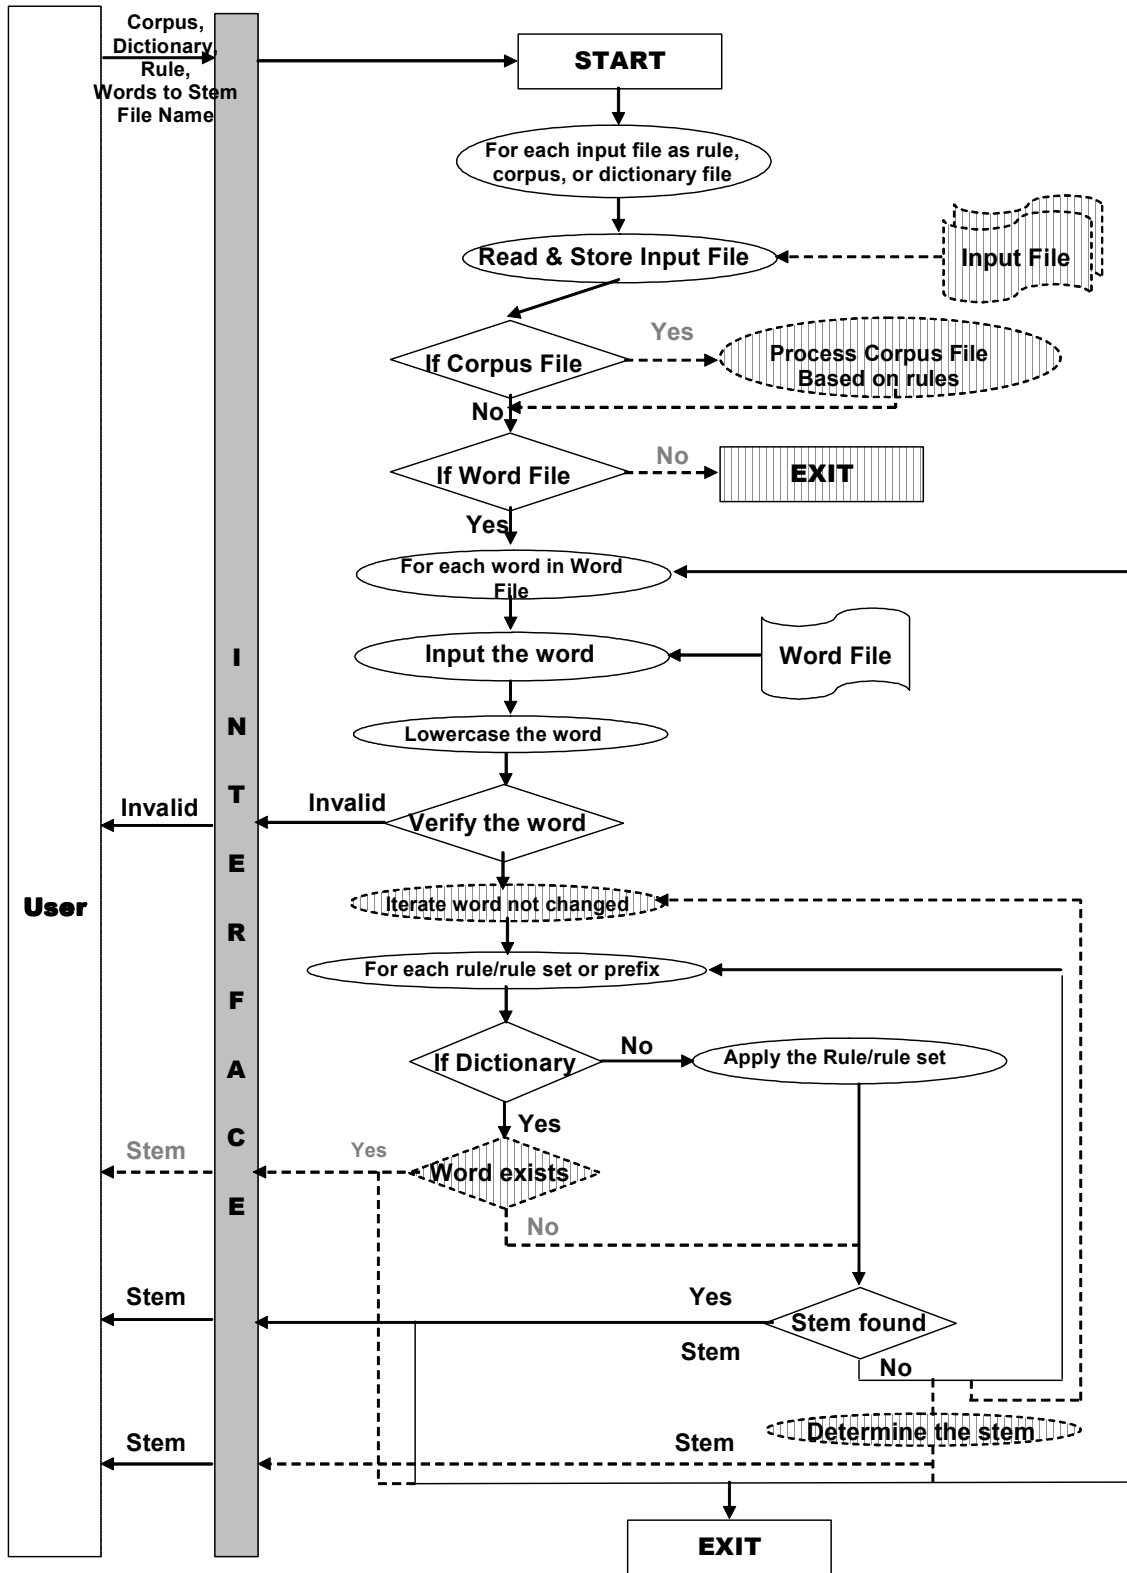 Corpus,
Dictionary,
Rule,
Words to Stem
File Name
START
For each input file as rule,
corpus, or dictionary file
Read & Store Input File
Input File
If Corpus File
Yes
Process Corpus File
Based on rules
No
If Word File
No
EXIT
Yes
For each word in Word
File
Input the word
Word File
Lowercase the word
Verify the word
Invalid
Invalid
User
I
N
T
E
R
F
A
C
E
Iterate word not changed
For each rule/rule set or prefix
If Dictionary
No
Apply the Rule/rule set
Yes
Word exists
Yes
Stem
No
Stem found
Yes
Stem
Stem
No
Determine the stem
Stem
Stem
EXIT